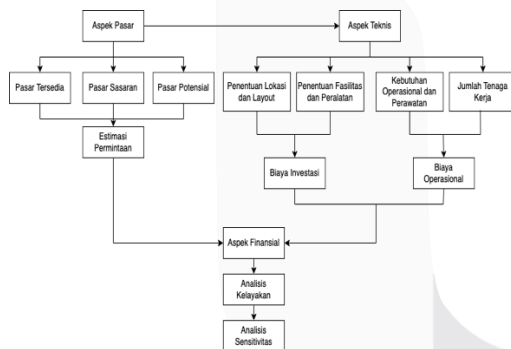 Aspek Pasar
Aspek Teknis
Pasar Tersedia
Pasar Sasaran
Pasar Potensial
Penentuan Lokasi
dan Layout
Penentuan Fasilitas
dan Peralatan
Kebutuhan
Operasional dan
Perawatan
Jumlah Tenaga
Kerja
Estimasi
Permintaan
Biaya Investasi
Biaya
Operasional
Aspek Finansial
Analisis
Kelayakan
Analisis
Sensitivitas